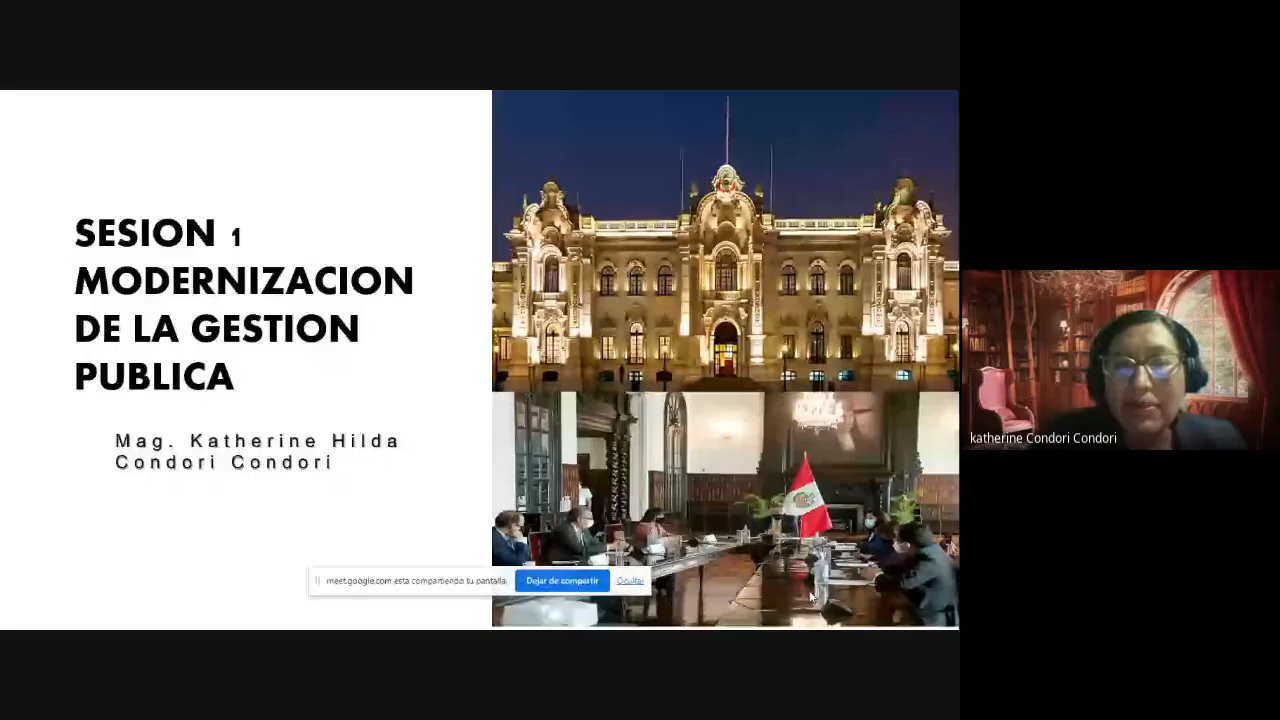 SESION 1
MODERNIZACION
DE LA GESTION
PUBLICA
Mag. Katherine Hilda
Condori Condori
meet.google.com esta compartiendo tu pantalla.
Dejar de compartir
Ocultar
katherine Condori Condori